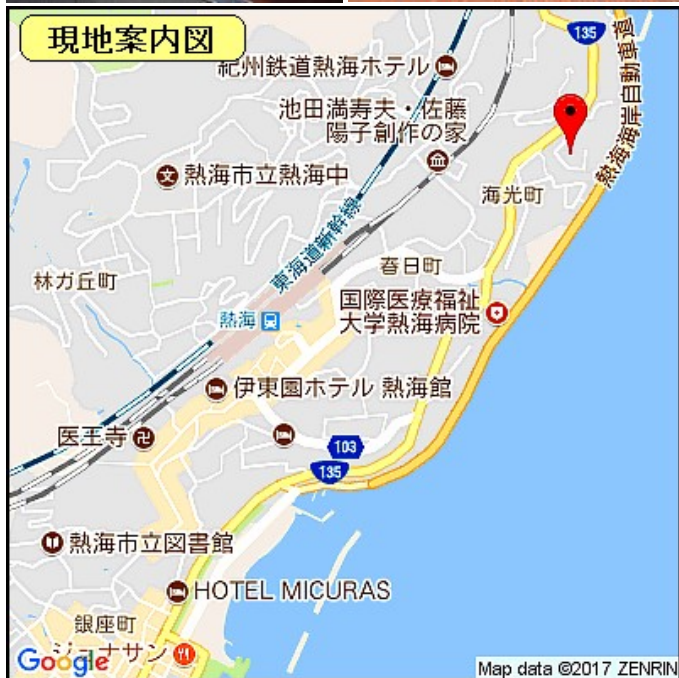 現地案内図
135
紀州鉄道熱海ホテル
池田満寿夫・佐藤
陽子創作の家
熱海海岸自動車道
熱海市立熱海中
海光町
東海道新幹線
林ガ丘町
春日町
熱海
国際医療福祉
大学熱海病院
伊東園ホテル 熱海館
医王寺
103
135
熱海市立図書館
HOTEL MICURAS
銀座町
ジョナサン
Google
Map data ©2017 ZENRIN